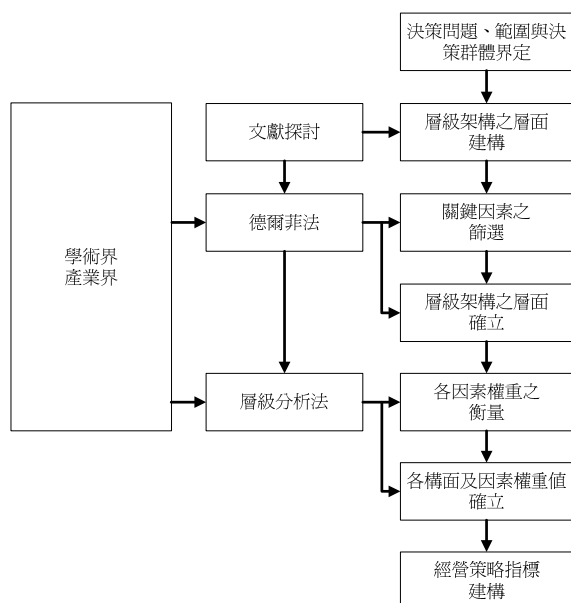 決策問題、範圍與決
策群體界定
文獻探討
層級架構之層面
建構
學術界
產業界
德爾菲法
關鍵因素之
篩選
層級架構之層面
確立
層級分析法
各因素權重之
衡量
各構面及因素權重值
確立
經營策略指標
建構